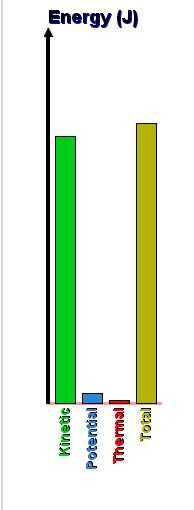 Energy (J)
Kinetic
Potential
Thermal
Total